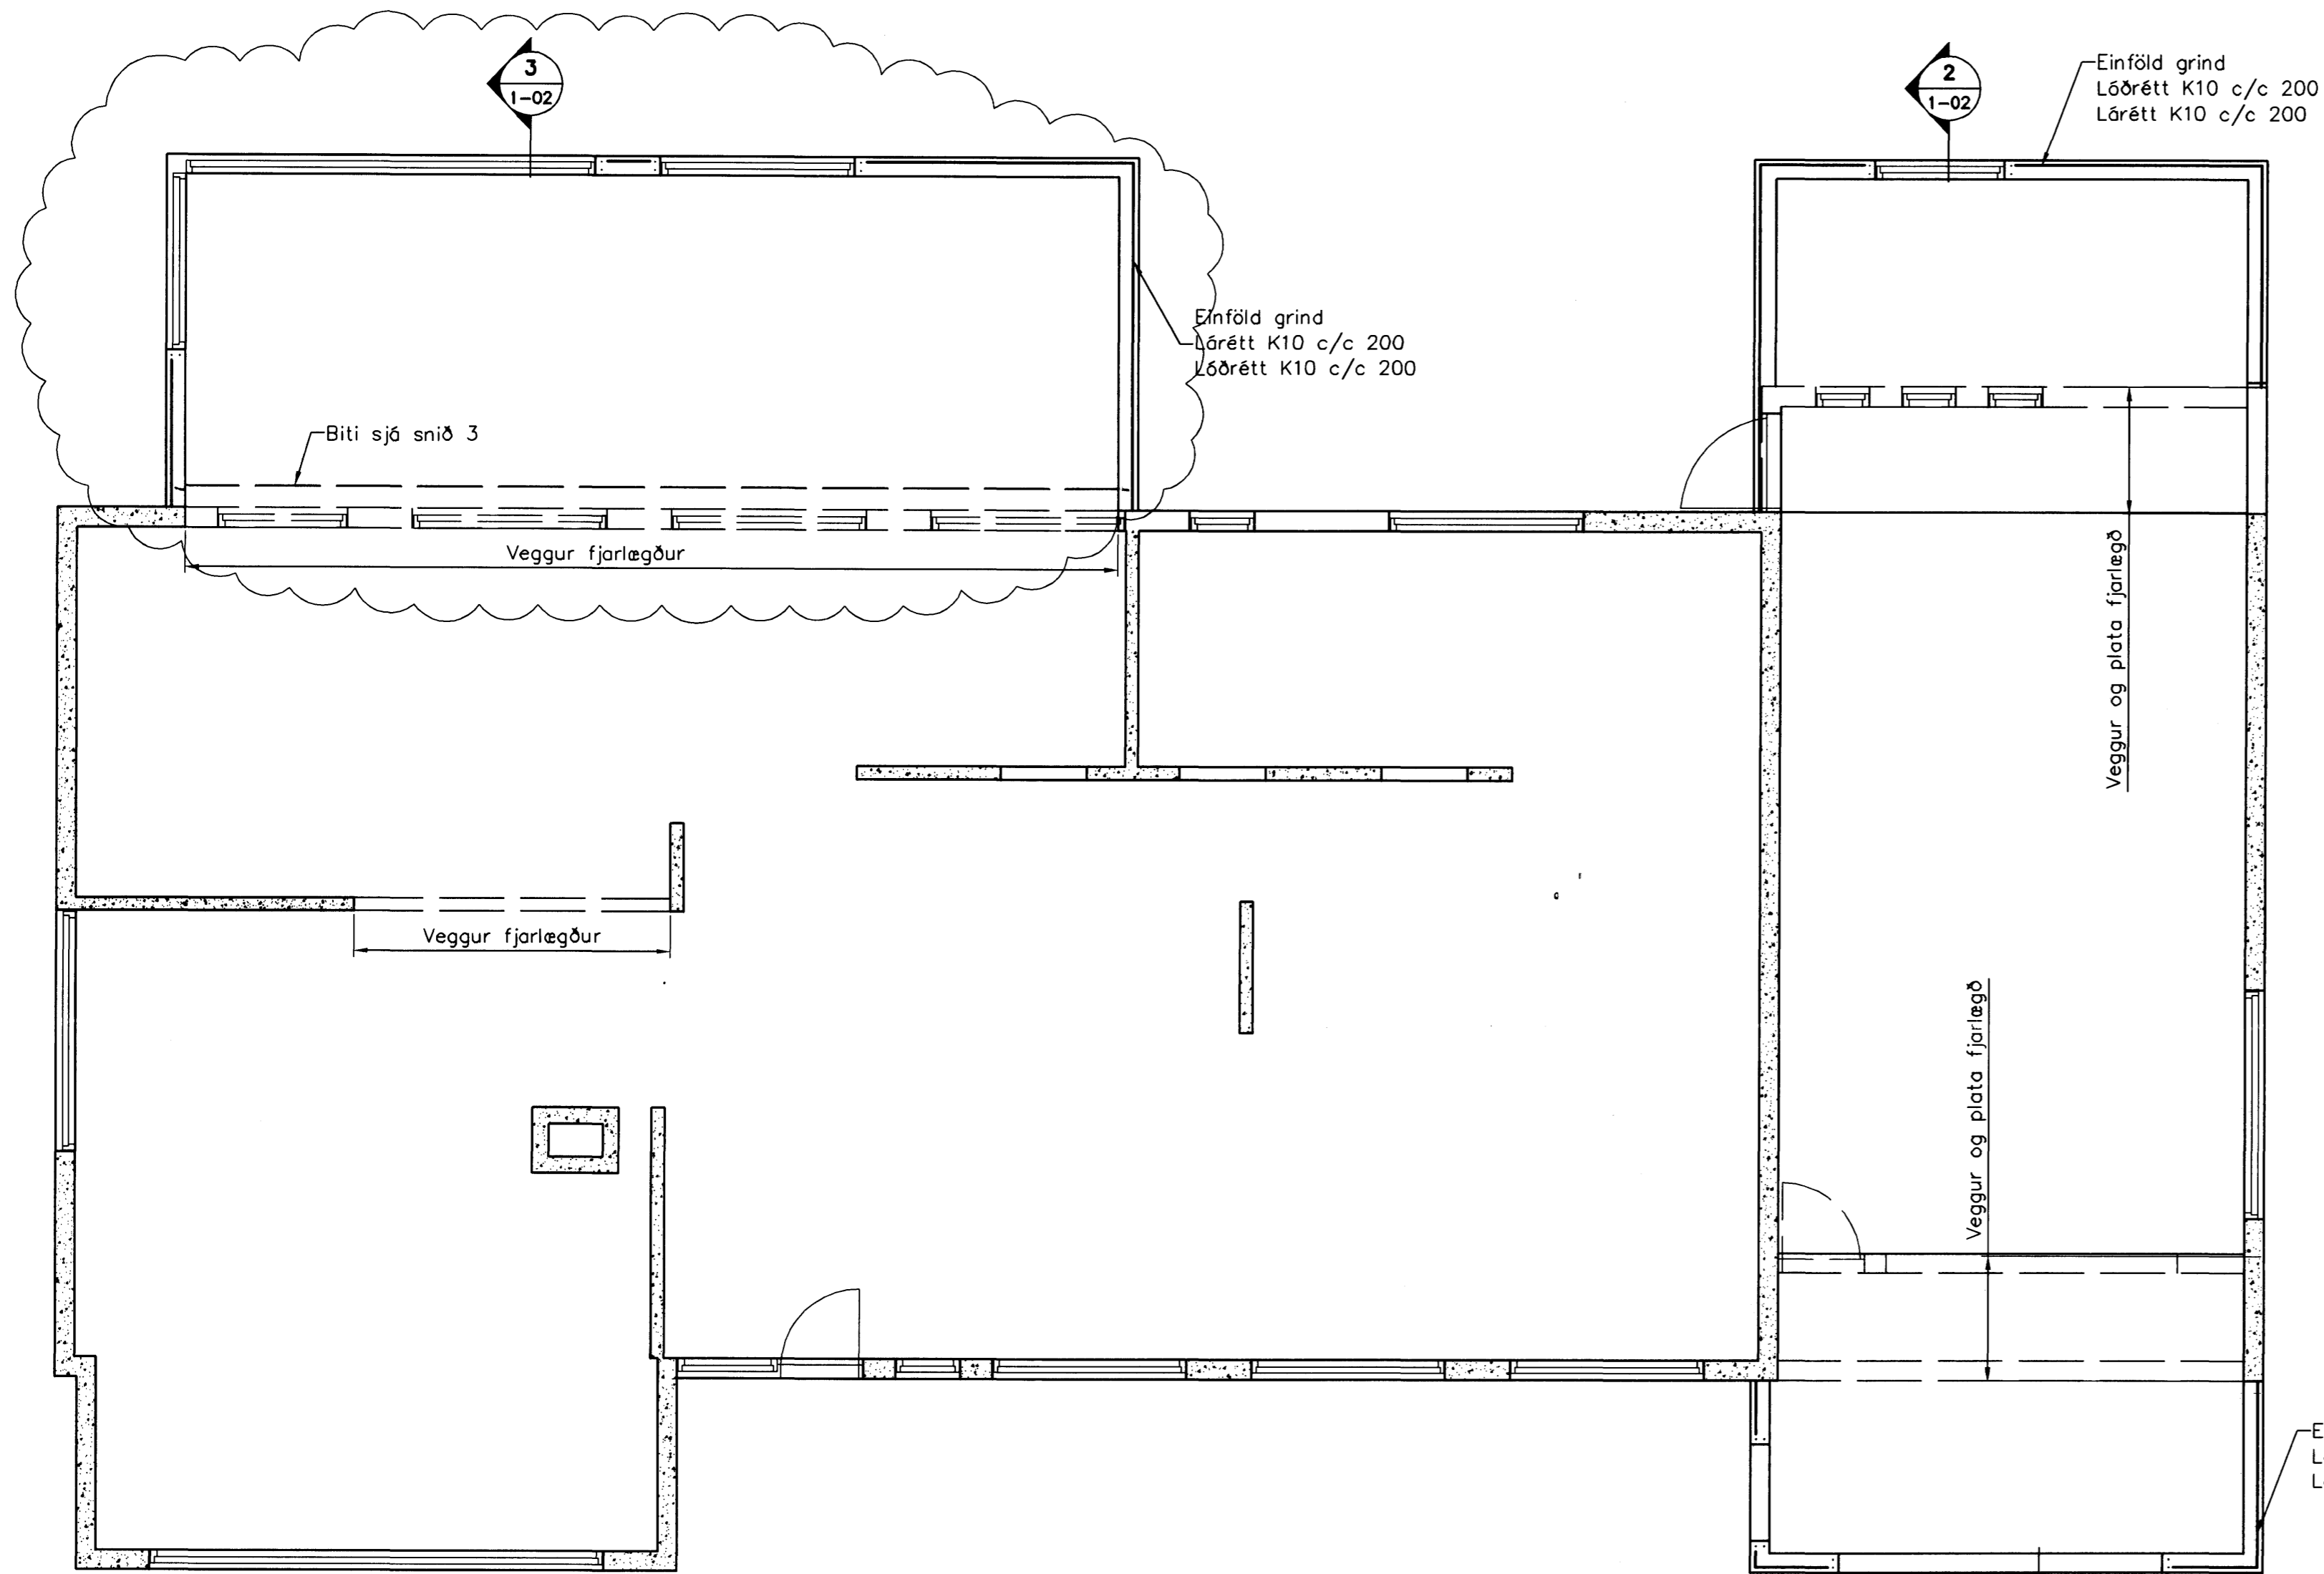 3
1-02
2
1-02
Einföld grind
Lóðrétt K10 c/c 200
Lárétt K10 c/c 200
Einföld grind
Lárétt K10 c/c 200
Lóðrétt K10 c/c 200
Biti sjá snið 3
Veggur fjarlægður
Veggur og plata fjarlægð
Veggur fjarlægður
Veggur og plata fjarlægð